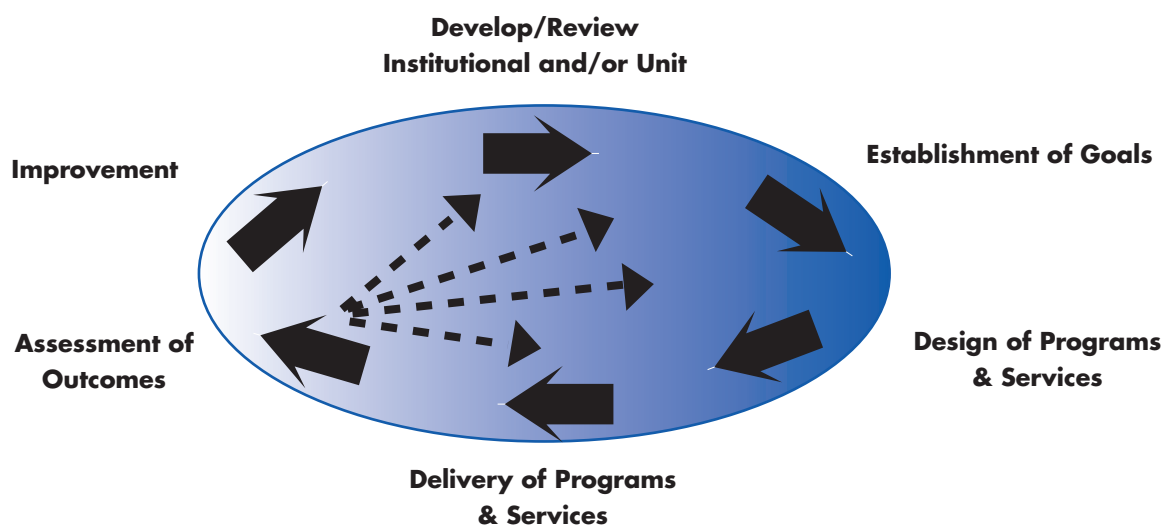 Develop/Review
Institutional and/or Unit
Improvement
Establishment of Goals
Assessment of
Outcomes
Design of Programs
& Services
Delivery of Programs
& Services